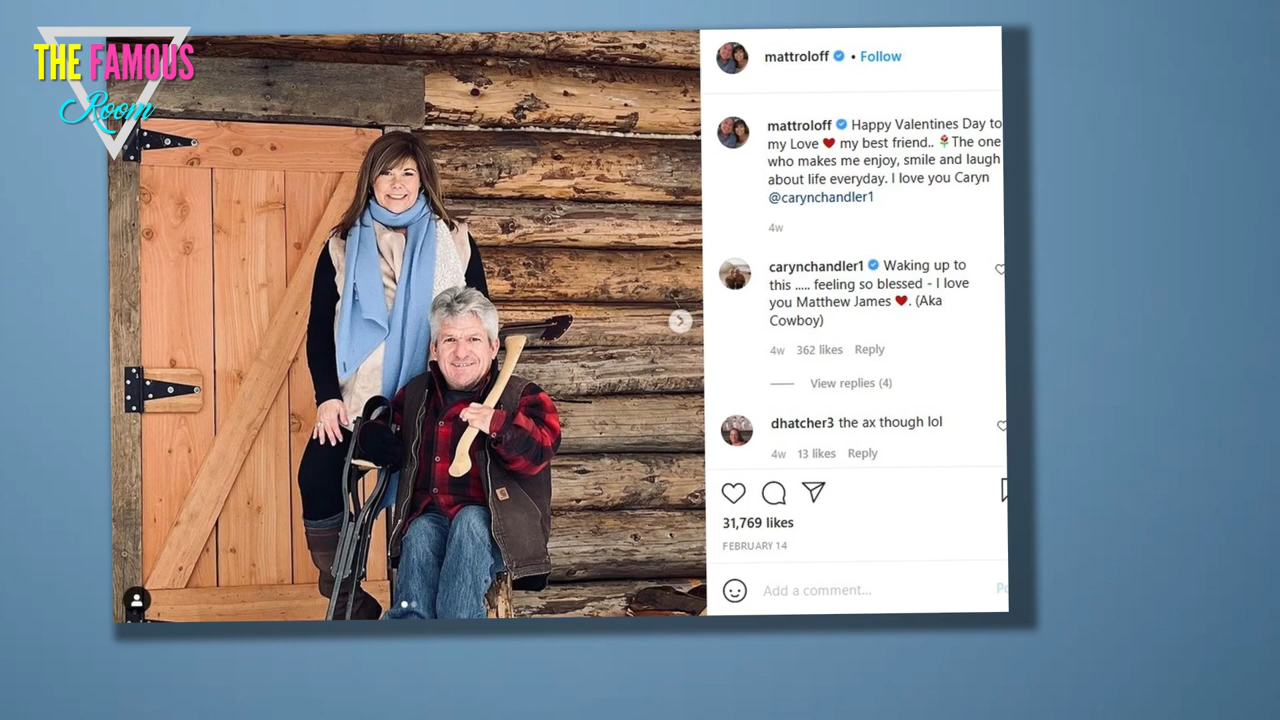 THE FAMOUS
Room
mattroloff • Follow
mattroloff Happy Valentines Day to
my Love ❤️ my best friend.. 🌹The one
who makes me enjoy, smile and laugh
about life everyday. I love you Caryn
@carynchandler1
4w
carynchandler1 Waking up to
this ..... feeling so blessed - I love
you Matthew James ❤️. (Aka
Cowboy)
4w 362 likes Reply
View replies (4)
dhatcher3 the ax though lol
4w 13 likes Reply
31,769 likes
FEBRUARY 14
Add a comment...